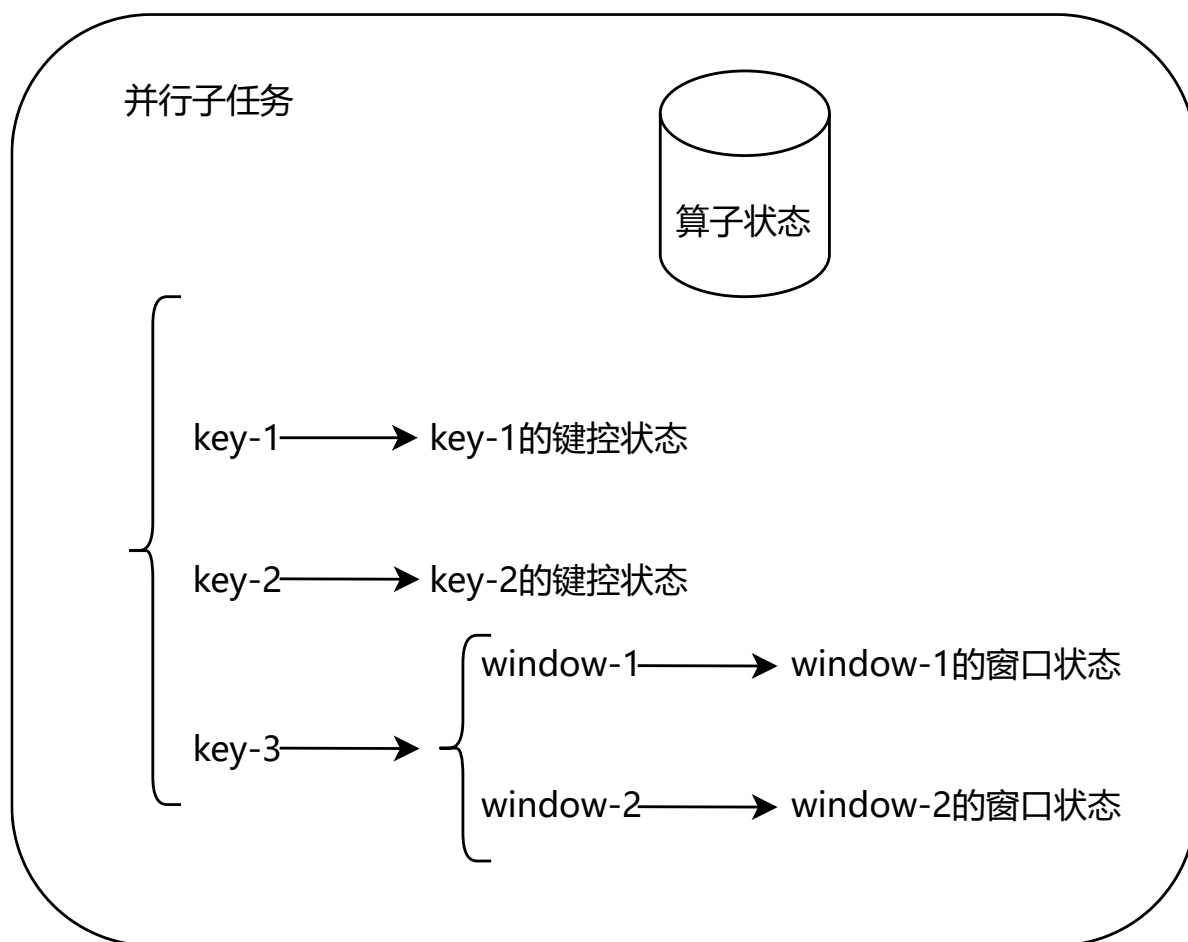 并行子任务
算子状态
key-1 key-1的键控状态
key-2 key-2的键控状态
window-1 window-1的窗口状态
key-3
window-2 window-2的窗口状态